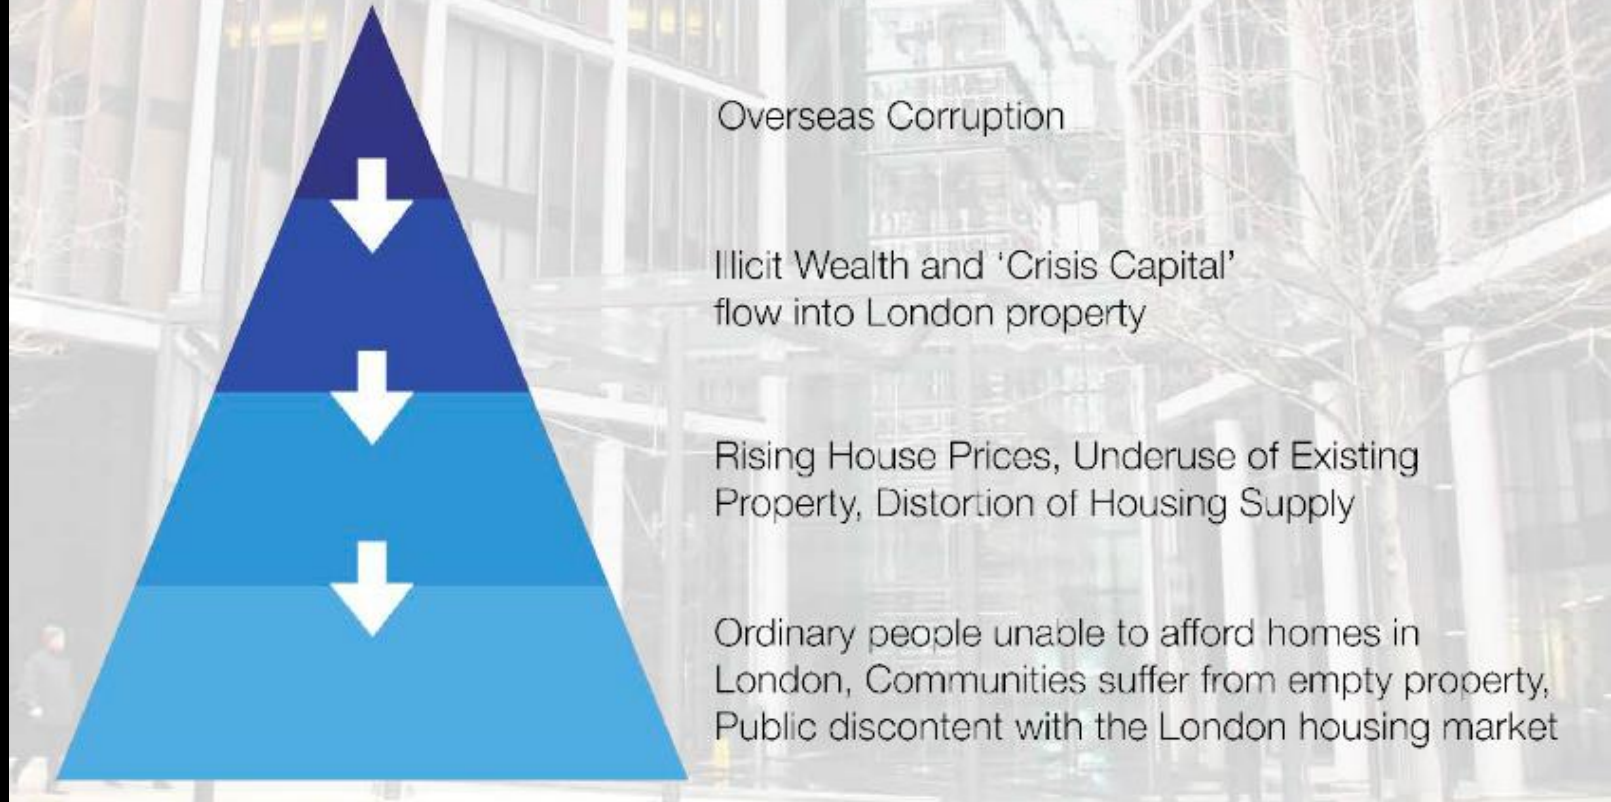 Overseas Corruption
Illicit Wealth and ‘Crisis Capital’
flow into London property
Rising House Prices, Underuse of Existing
Property, Distortion of Housing Supply
Ordinary people unable to afford homes in
London, Communities suffer from empty property,
Public discontent with the London housing market